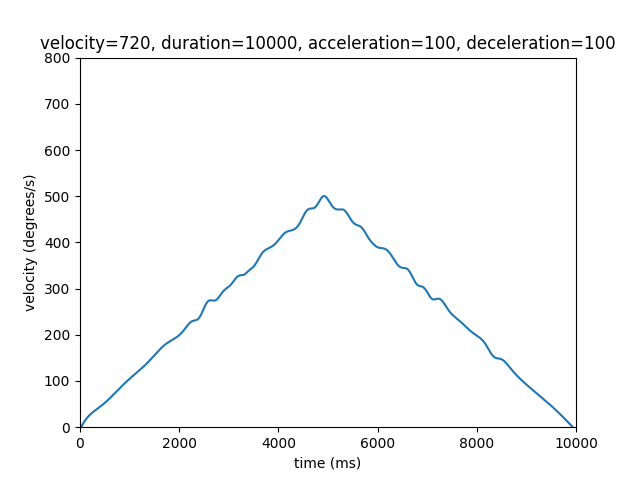 velocity=720, duration=10000, acceleration=100, deceleration=100
800
700
600
500
400
300
200
100
0
velocity (degrees/s)
0 2000 4000 6000 8000 10000
time (ms)